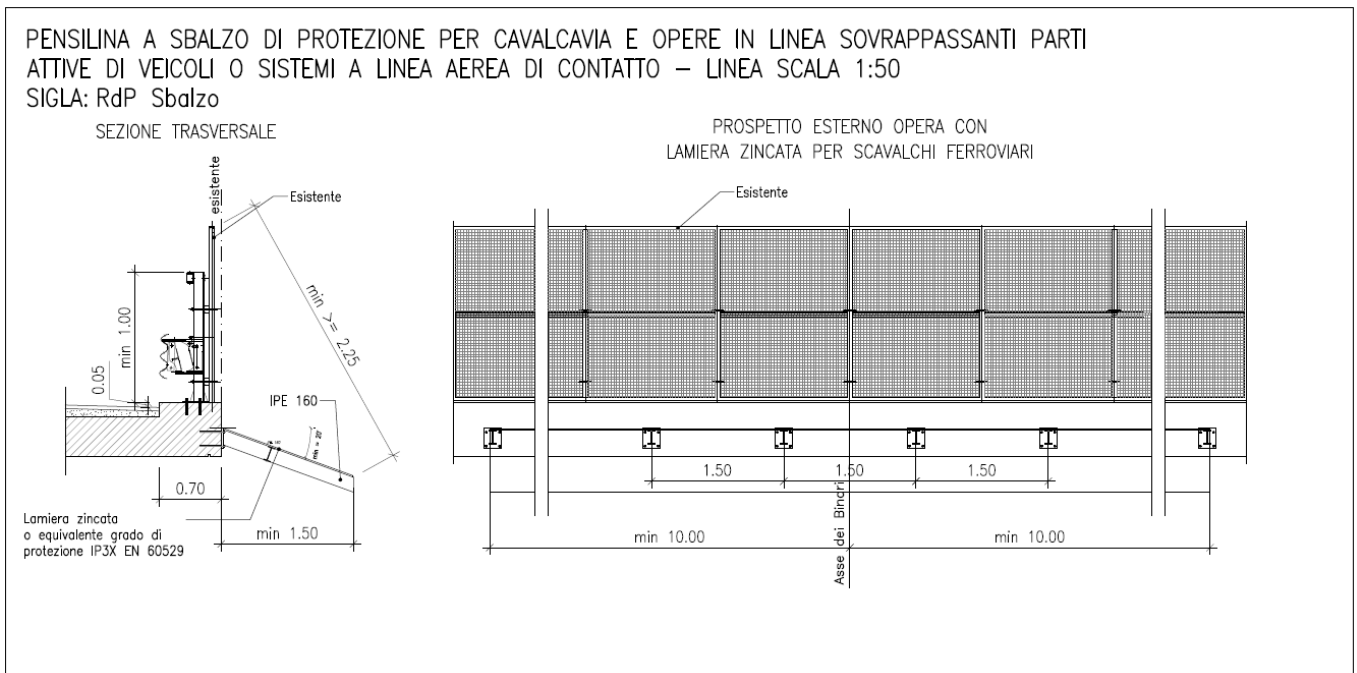 PENSILINA A SBALZO DI PROTEZIONE PER CAVALCAVIA E OPERE IN LINEA SOVRAPPASSANTI PARTI
ATTIVE DI VEICOLI O SISTEMI A LINEA AEREA DI CONTATTO – LINEA SCALA 1:50
SIGLA: RdP Sbalzo
SEZIONE TRASVERSALE
esistente
Esistente
min >= 2.25
min 1.00
0.05
IPE 160
min = 20°
0.70
min 1.50
Lamiera zincata
o equivalente grado di
protezione IP3X EN 60529
PROSPETTO ESTERNO OPERA CON
LAMIERA ZINCATA PER SCAVALCHI FERROVIARI
Esistente
1.50
1.50
1.50
min 10.00
min 10.00
Asse dei Binari